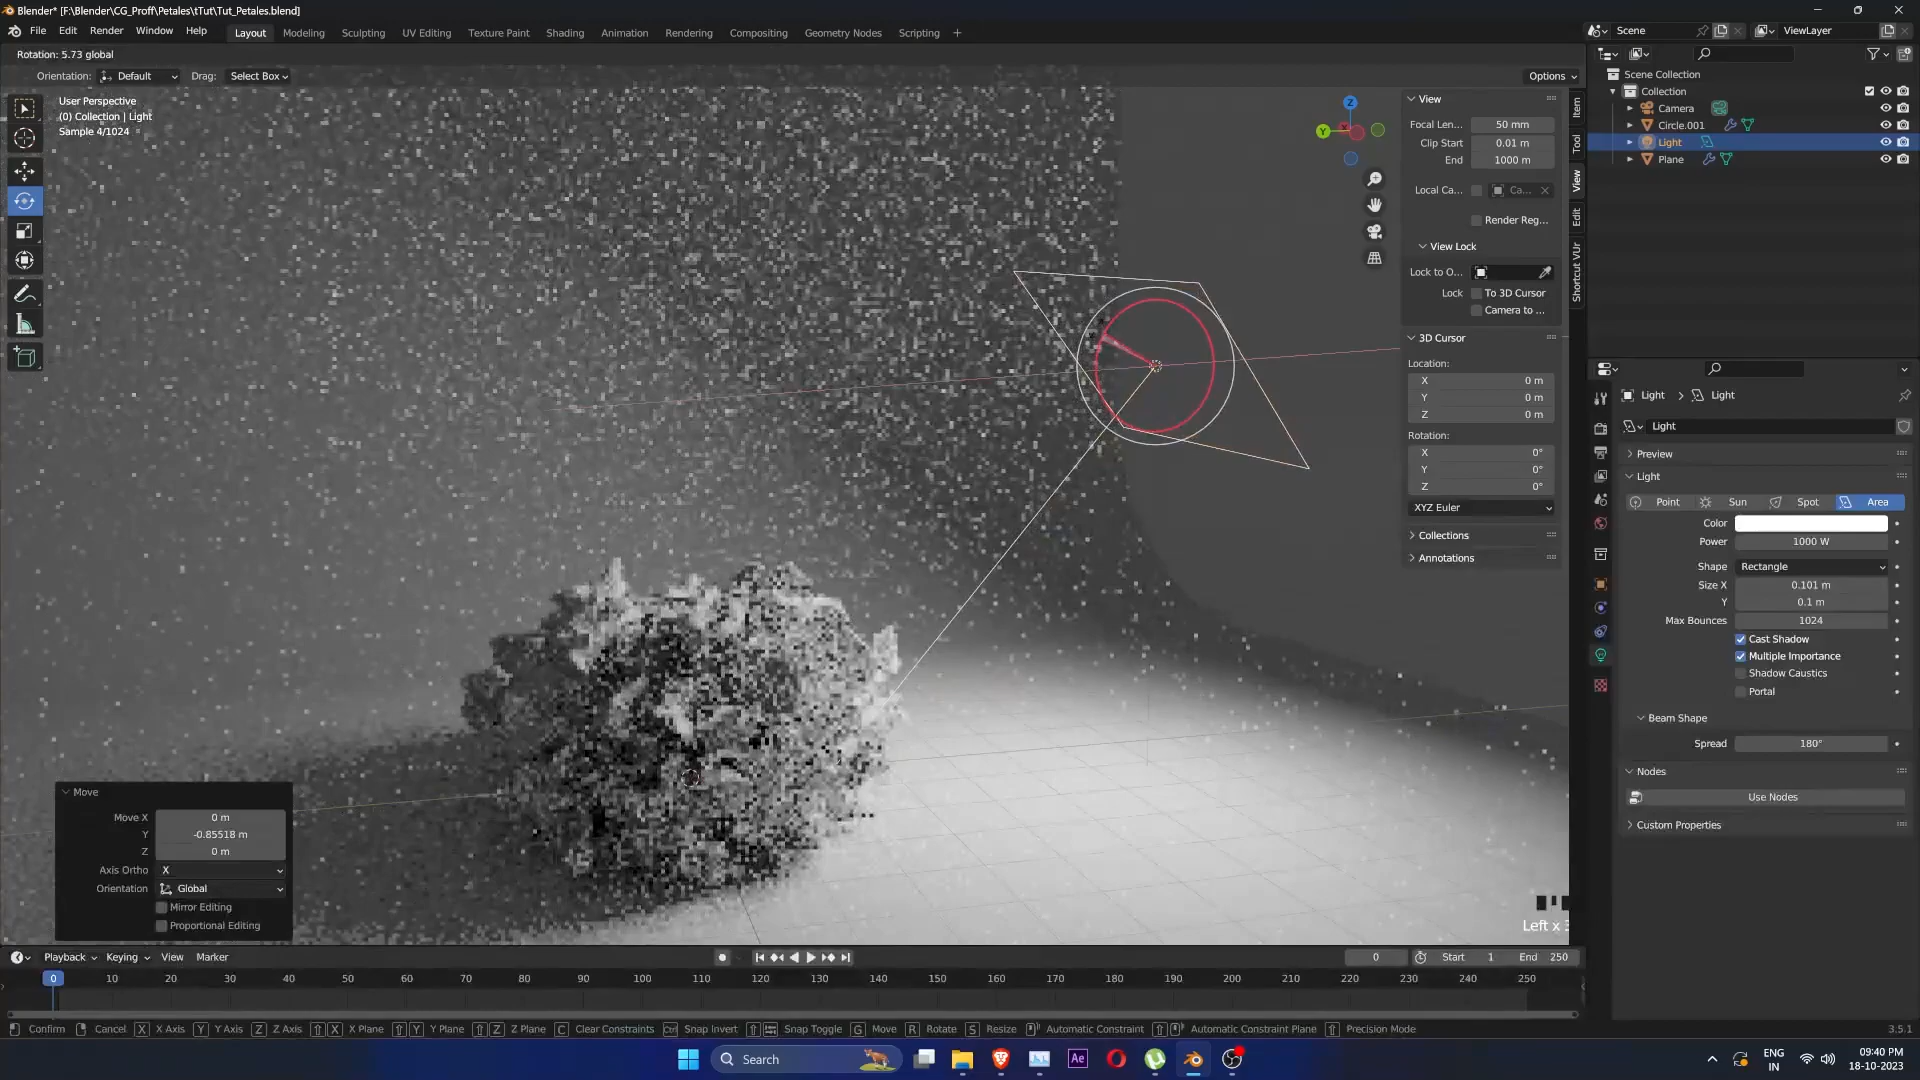 Blender* [F:\Blender\CG_Proff\Petales\tTut\Tut_Petales.blend]
File Edit Render Window Help
Layout Modeling Sculpting UV Editing Texture Paint Shading Animation Rendering Compositing Geometry Nodes Scripting +
Scene
ViewLayer
Rotation: 5.73 global
Orientation: Default Drag: Select Box
Options
User Perspective
(0) Collection | Light
Sample 4/1024
Z
Y
View
Focal Len... 50 mm
Clip Start 0.01 m
End 1000 m
Local Ca... Ca...
Render Reg...
View Lock
Lock to O...
Lock To 3D Cursor
Camera to ...
3D Cursor
Location:
X 0 m
Y 0 m
Z 0 m
Rotation:
X 0°
Y 0°
Z 0°
XYZ Euler
Collections
Annotations
Item
Tool
View
Edit
Shortcut VUr
Scene Collection
Collection
Camera
Circle.001
Light
Plane
Light > Light
Light
Preview
Light
Point Sun Spot Area
Color
Power 1000 W
Shape Rectangle
Size X 0.101 m
Y 0.1 m
Max Bounces 1024
Cast Shadow
Multiple Importance
Shadow Caustics
Portal
Beam Shape
Spread 180°
Nodes
Use Nodes
Custom Properties
Move
Move X 0 m
Y -0.85518 m
Z 0 m
Axis Ortho X
Orientation Global
Mirror Editing
Proportional Editing
Left x 3
Playback Keying View Marker
0 Start 1 End 250
0 10 20 30 40 50 60 70 80 90 100 110 120 130 140 150 160 170 180 190 200 210 220 230 240 250
Confirm Cancel X X Axis Y Y Axis Z Z Axis X X Plane Y Y Plane Z Z Plane C Clear Constraints Ctrl Snap Invert Snap Toggle G Move R Rotate S Resize Automatic Constraint Automatic Constraint Plane Precision Mode
3.5.1
Search
Ae
ENG
IN
09:40 PM
18-10-2023